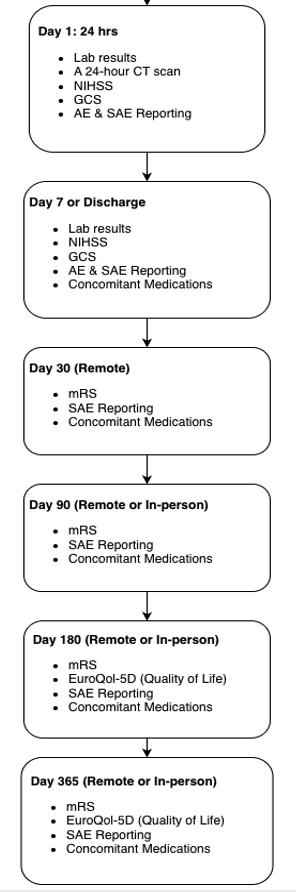 Day 1: 24 hrs
• Lab results
• A 24-hour CT scan
• NIHSS
• GCS
• AE & SAE Reporting
Day 7 or Discharge
• Lab results
• NIHSS
• GCS
• AE & SAE Reporting
• Concomitant Medications
Day 30 (Remote)
• mRS
• SAE Reporting
• Concomitant Medications
Day 90 (Remote or In-person)
• mRS
• SAE Reporting
• Concomitant Medications
Day 180 (Remote or In-person)
• mRS
• EuroQol-5D (Quality of Life)
• SAE Reporting
• Concomitant Medications
Day 365 (Remote or In-person)
• mRS
• EuroQol-5D (Quality of Life)
• SAE Reporting
• Concomitant Medications